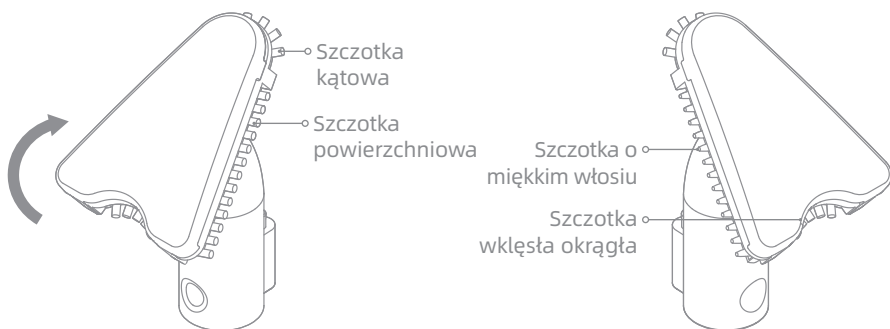 Szczotka
kątowa
Szczotka
powierzchniowa
Szczotka o
miękkim włosiu
Szczotka
wklęsła okrągła